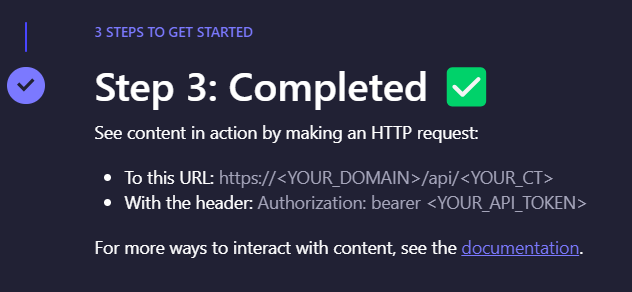 3 STEPS TO GET STARTED
Step 3: Completed ✅
See content in action by making an HTTP request:
• To this URL: https://<YOUR_DOMAIN>/api/<YOUR_CT>
• With the header: Authorization: bearer <YOUR_API_TOKEN>
For more ways to interact with content, see the documentation.